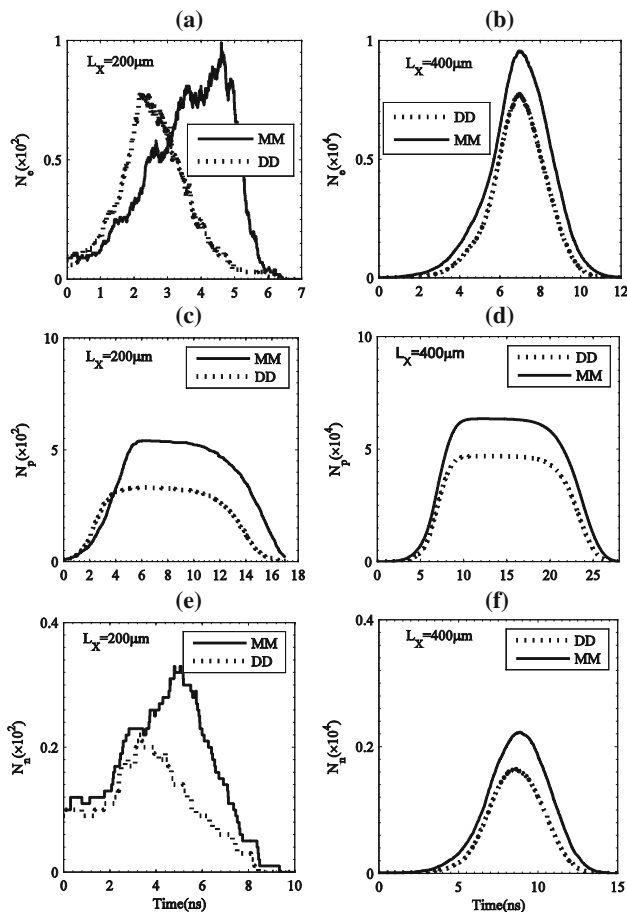 (a)
L_X=200μm
N_e(×10^2)
1
0.5
0
MM
DD
0 1 2 3 4 5 6 7
(b)
L_X=400μm
N_e(×10^4)
1
0.5
0
DD
MM
0 2 4 6 8 10 12
(c)
L_X=200μm
N_p(×10^2)
10
5
0
MM
DD
0 2 4 6 8 10 12 14 16 18
(d)
L_X=400μm
N_p(×10^4)
10
5
0
DD
MM
0 5 10 15 20 25
(e)
L_X=200μm
N_n(×10^2)
0.4
0.2
0
MM
DD
0 2 4 6 8 10
Time(ns)
(f)
L_X=400μm
N_n(×10^4)
0.4
0.2
0
DD
MM
0 5 10 15
Time(ns)